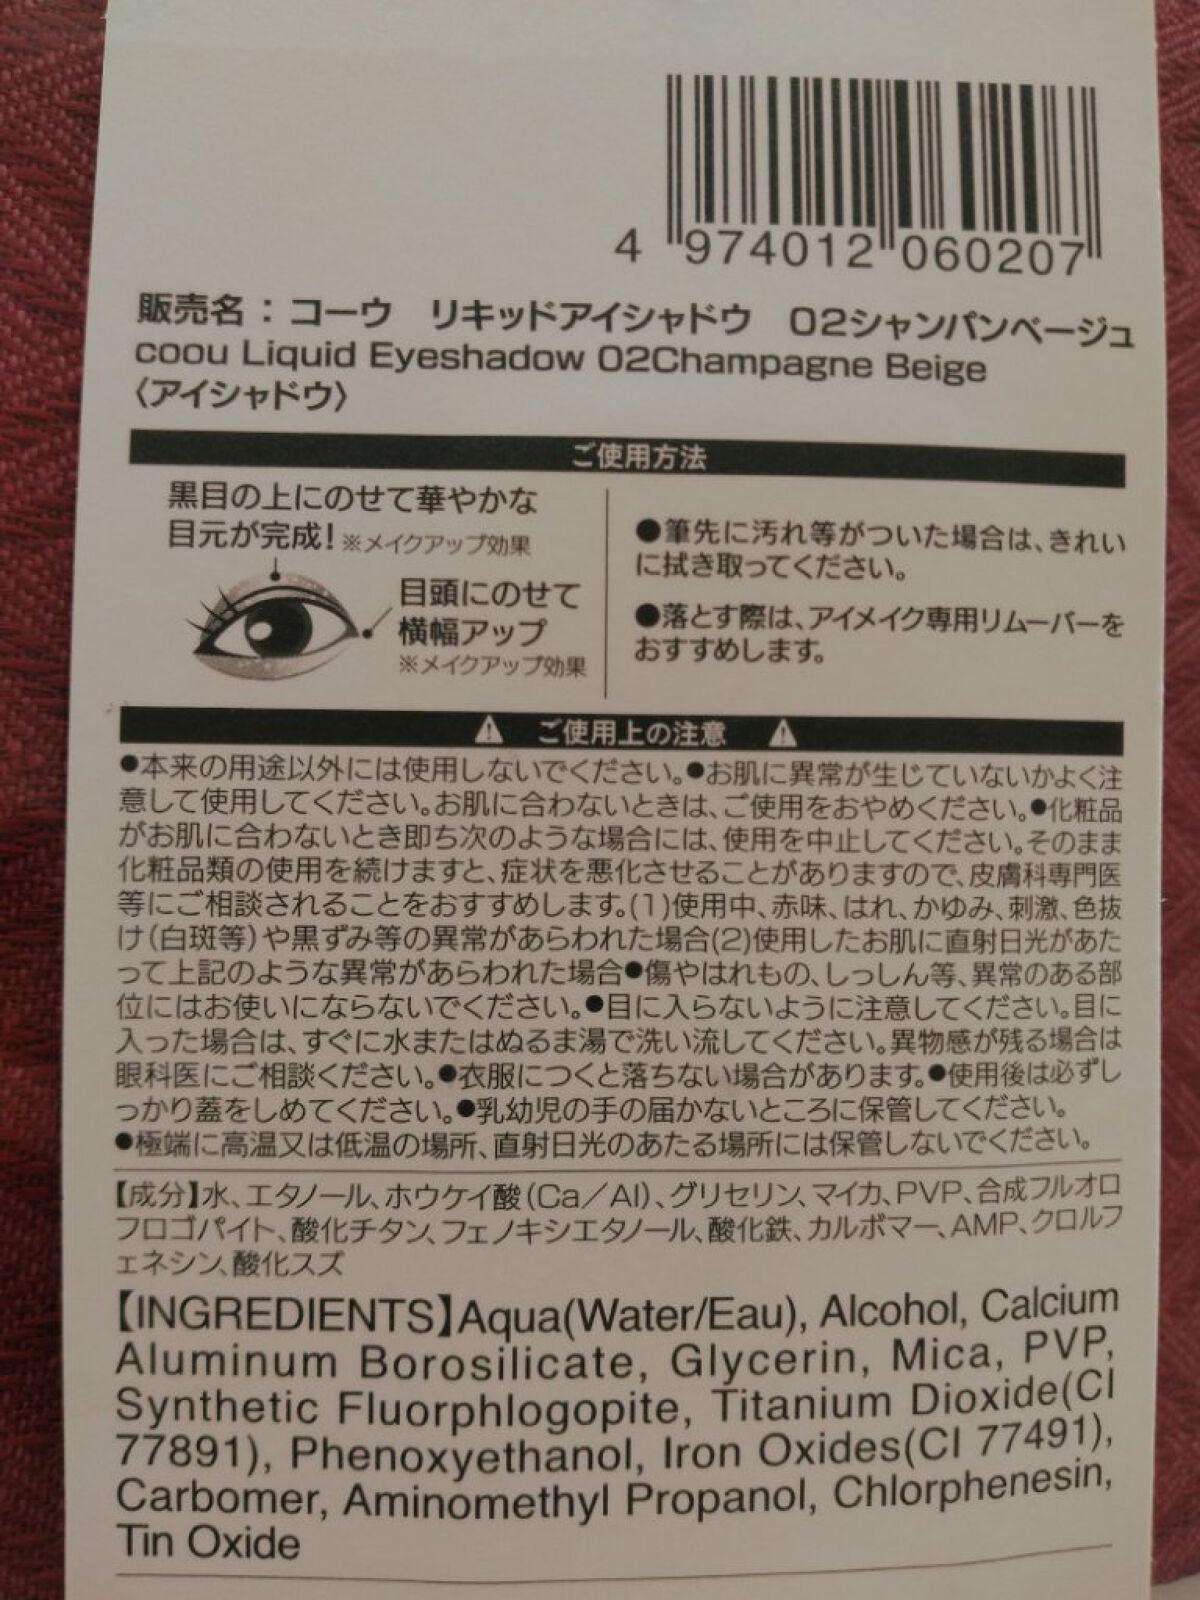 4 974012 060207
販売名：コーウ　リキッドアイシャドウ　02シャンパンベージュ
coou Liquid Eyeshadow 02Champagne Beige
〈アイシャドウ〉
ご使用方法
黒目の上にのせて華やかな
目元が完成！※メイクアップ効果
目頭にのせて
横幅アップ
※メイクアップ効果
●筆先に汚れ等がついた場合は、きれい
に拭き取ってください。
●落とす際は、アイメイク専用リムーバーを
おすすめします。
ご使用上の注意
●本来の用途以外には使用しないでください。●お肌に異常が生じていないかよく注
意して使用してください。お肌に合わないときは、ご使用をおやめください。●化粧品
がお肌に合わないとき即ち次のような場合には、使用を中止してください。そのまま
化粧品類の使用を続けますと、症状を悪化させることがありますので、皮膚科専門医
等にご相談されることをおすすめします。(1)使用中、赤味、はれ、かゆみ、刺激、色抜
け（白斑等）や黒ずみ等の異常があらわれた場合(2)使用したお肌に直射日光があた
って上記のような異常があらわれた場合●傷やはれもの、しっしん等、異常のある部
位にはお使いにならないでください。●目に入らないように注意してください。目に
入った場合は、すぐに水またはぬるま湯で洗い流してください。異物感が残る場合は
眼科医にご相談ください。●衣服につくと落ちない場合があります。●使用後は必ずし
っかり蓋をしめてください。●乳幼児の手の届かないところに保管してください。
●極端に高温又は低温の場所、直射日光のあたる場所には保管しないでください。
【成分】水、エタノール、ホウケイ酸（Ca／Al）、グリセリン、マイカ、PVP、合成フルオロ
フロゴパイト、酸化チタン、フェノキシエタノール、酸化鉄、カルボマー、AMP、クロルフ
ェネシン、酸化スズ
【INGREDIENTS】Aqua(Water/Eau), Alcohol, Calcium
Aluminum Borosilicate, Glycerin, Mica, PVP,
Synthetic Fluorphlogopite, Titanium Dioxide(CI
77891), Phenoxyethanol, Iron Oxides(CI 77491),
Carbomer, Aminomethyl Propanol, Chlorphenesin,
Tin Oxide